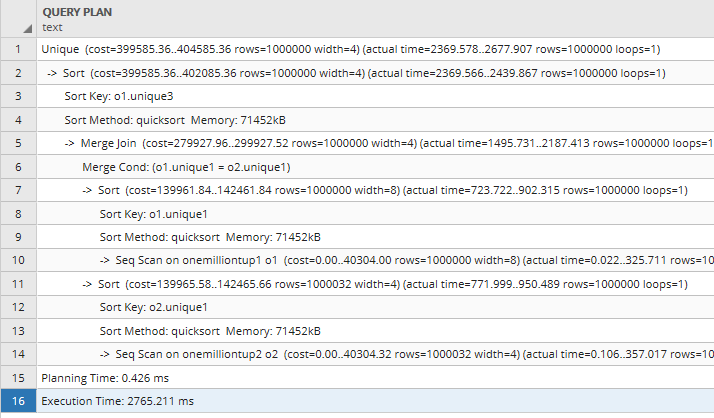 QUERY PLAN
text
1 Unique (cost=399585.36..404585.36 rows=1000000 width=4) (actual time=2369.578..2677.907 rows=1000000 loops=1)
2 -> Sort (cost=399585.36..402085.36 rows=1000000 width=4) (actual time=2369.566..2439.867 rows=1000000 loops=1)
3 Sort Key: o1.unique3
4 Sort Method: quicksort Memory: 71452kB
5 -> Merge Join (cost=279927.96..299927.52 rows=1000000 width=4) (actual time=1495.731..2187.413 rows=1000000 loops=1
6 Merge Cond: (o1.unique1 = o2.unique1)
7 -> Sort (cost=139961.84..142461.84 rows=1000000 width=8) (actual time=723.722..902.315 rows=1000000 loops=1)
8 Sort Key: o1.unique1
9 Sort Method: quicksort Memory: 71452kB
10 -> Seq Scan on onemilliontup1 o1 (cost=0.00..40304.00 rows=1000000 width=8) (actual time=0.022..325.711 rows=10
11 -> Sort (cost=139965.58..142465.66 rows=1000032 width=4) (actual time=771.999..950.489 rows=1000000 loops=1)
12 Sort Key: o2.unique1
13 Sort Method: quicksort Memory: 71452kB
14 -> Seq Scan on onemilliontup2 o2 (cost=0.00..40304.32 rows=1000032 width=4) (actual time=0.106..357.017 rows=10
15 Planning Time: 0.426 ms
16 Execution Time: 2765.211 ms